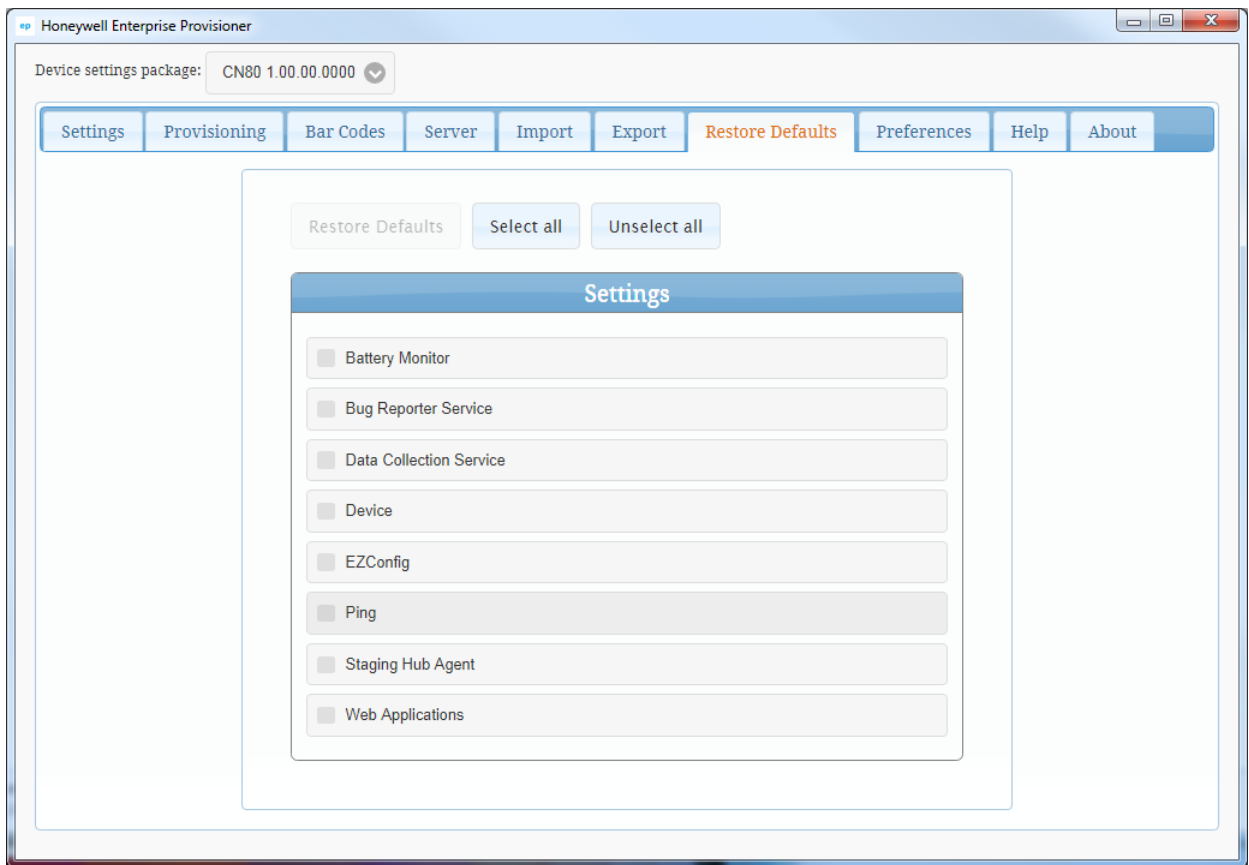 ep Honeywell Enterprise Provisioner
Device settings package: CN80 1.00.00.0000
Settings Provisioning Bar Codes Server Import Export Restore Defaults Preferences Help About
Restore Defaults Select all Unselect all
Settings
Battery Monitor
Bug Reporter Service
Data Collection Service
Device
EZConfig
Ping
Staging Hub Agent
Web Applications